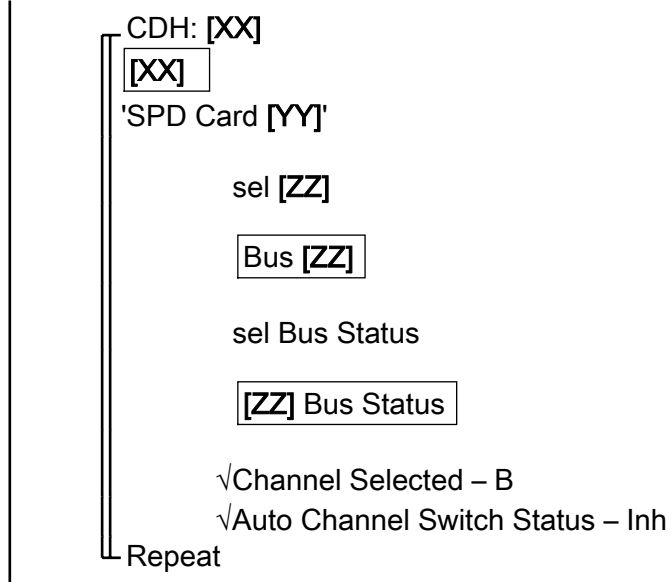 CDH: [XX]
[XX]
'SPD Card [YY]'
sel [ZZ]
Bus [ZZ]
sel Bus Status
[ZZ] Bus Status
√Channel Selected – B
√Auto Channel Switch Status – Inh
Repeat